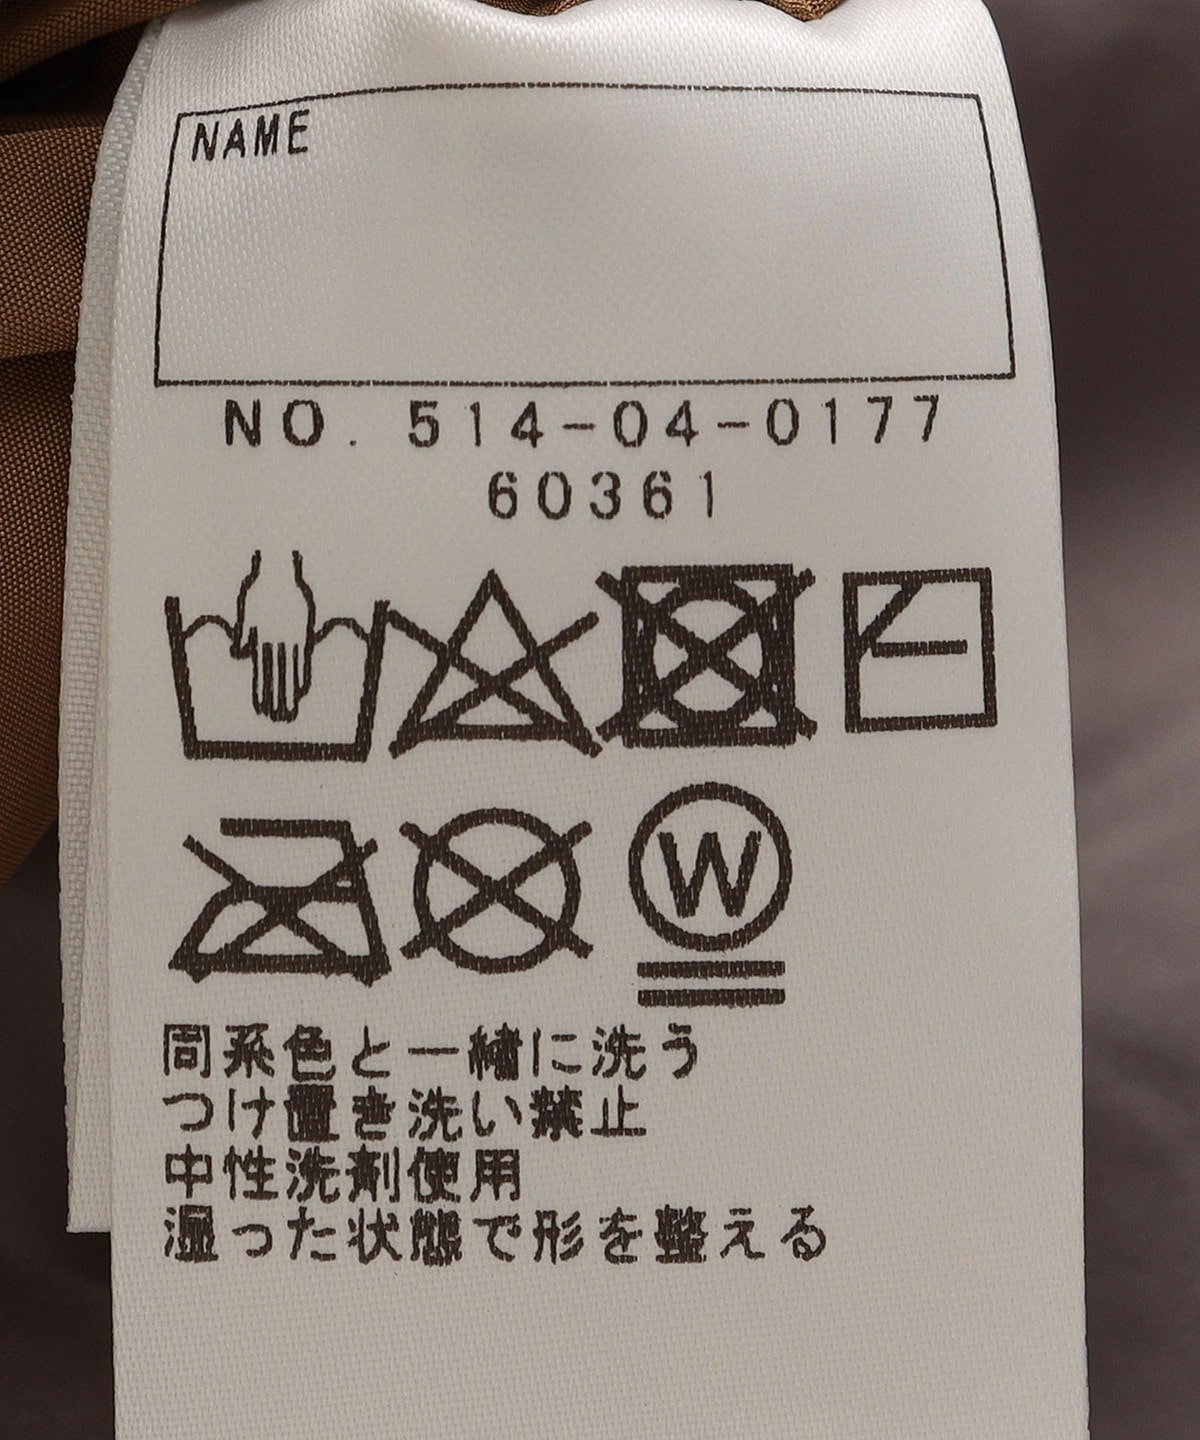 NAME
NO. 514-04-0177
60361
W
同系色と一緒に洗う
つけ置き洗い禁止
中性洗剤使用
湿った状態で形を整える